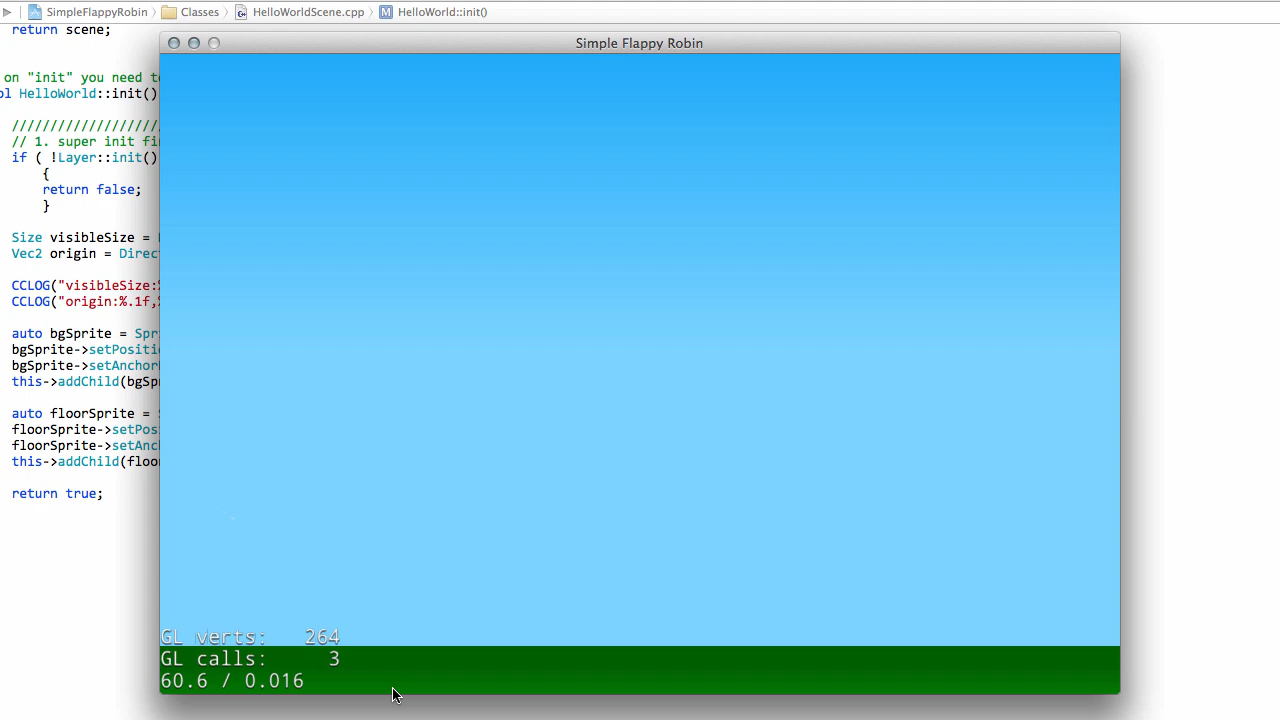 SimpleFlappyRobin Classes HelloWorldScene.cpp HelloWorld::init()
return scene;
Simple Flappy Robin
on "init" you need t
HelloWorld::init()
///////////////////
// 1. super init fi
if ( !Layer::init()
{
return false;
}
Size visibleSize =
Vec2 origin = Direc
CCLOG("visibleSize:
CCLOG("origin:%.1f,
auto bgSprite = Spri
bgSprite->setPositi
bgSprite->setAnchor
this->addChild(bgSp
auto floorSprite =
floorSprite->setPos
floorSprite->setAnc
this->addChild(floo
return true;
GL verts: 264
GL calls: 3
60.6 / 0.016